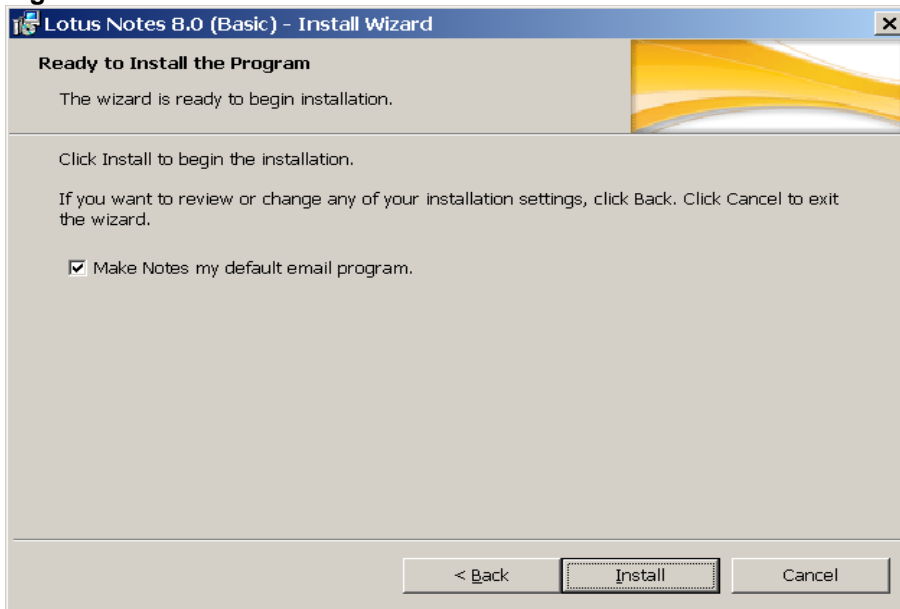 Lotus Notes 8.0 (Basic) - Install Wizard
Ready to Install the Program
The wizard is ready to begin installation.
Click Install to begin the installation.
If you want to review or change any of your installation settings, click Back. Click Cancel to exit
the wizard.
Make Notes my default email program.
< Back Install Cancel